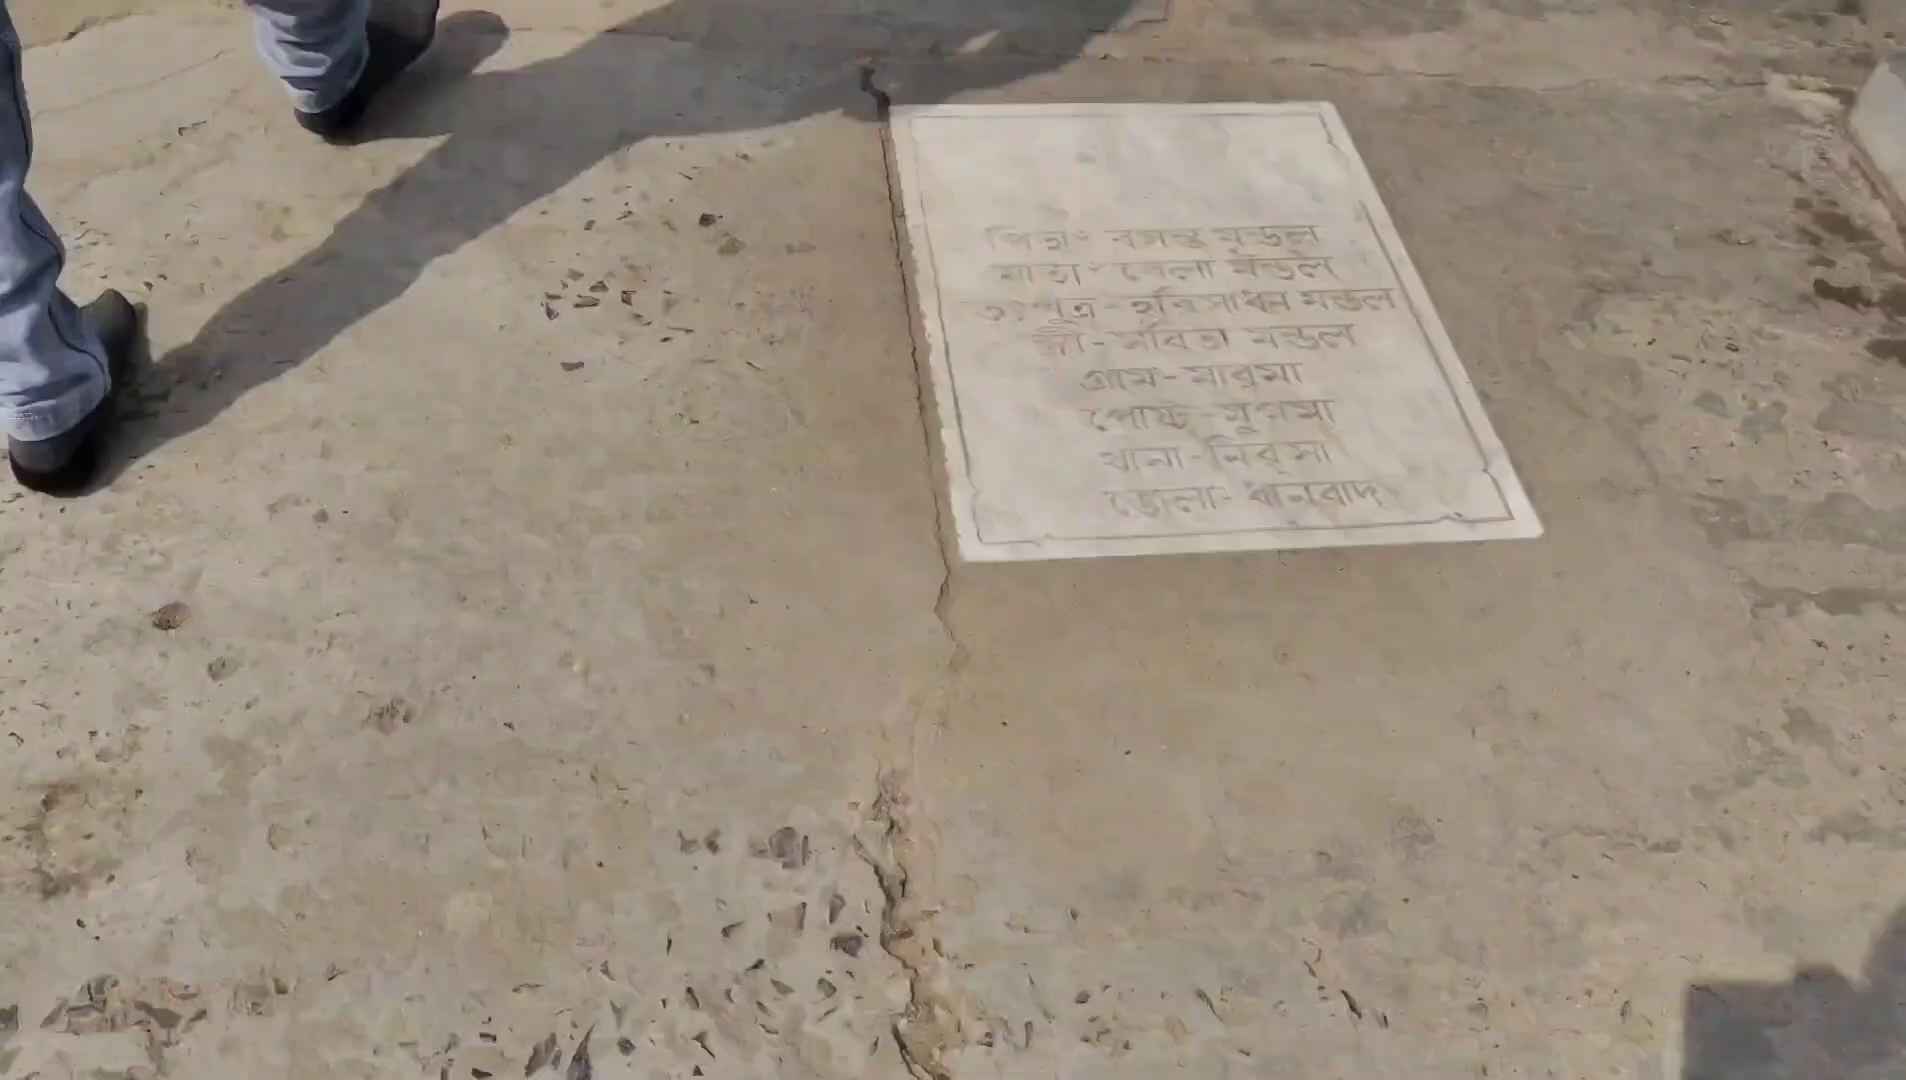 পিতা- বসন্ত মন্ডল
মাতা- বেলা মন্ডল
তঃপুত্র - হরিসাধন মন্ডল
স্ত্রী - সবিতা মন্ডল
গ্রাম - মারমা
পোষ্ট - মুগমা
থানা - নিরসা
জেলা - ধানবাদ